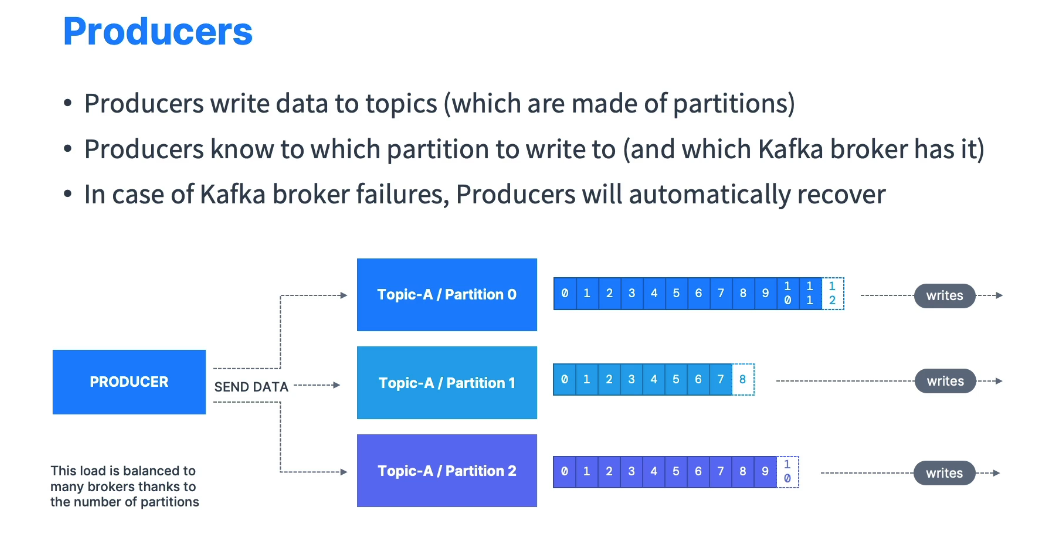 Producers
• Producers write data to topics (which are made of partitions)
• Producers know to which partition to write to (and which Kafka broker has it)
• In case of Kafka broker failures, Producers will automatically recover
Topic-A / Partition 0
0 1 2 3 4 5 6 7 8 9 10 11 12
writes
PRODUCER
SEND DATA
Topic-A / Partition 1
0 1 2 3 4 5 6 7 8
writes
Topic-A / Partition 2
0 1 2 3 4 5 6 7 8 9 10
writes
This load is balanced to
many brokers thanks to
the number of partitions